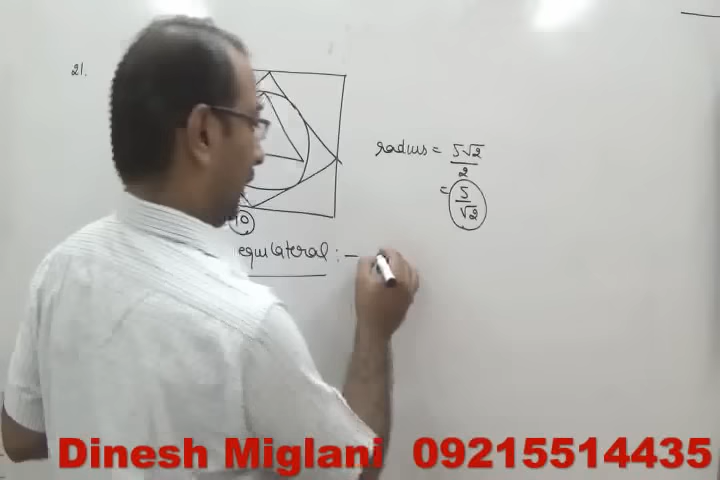 21.
radius = 5√2
2
= 5
√2
10
equilateral : –
Dinesh Miglani 09215514435